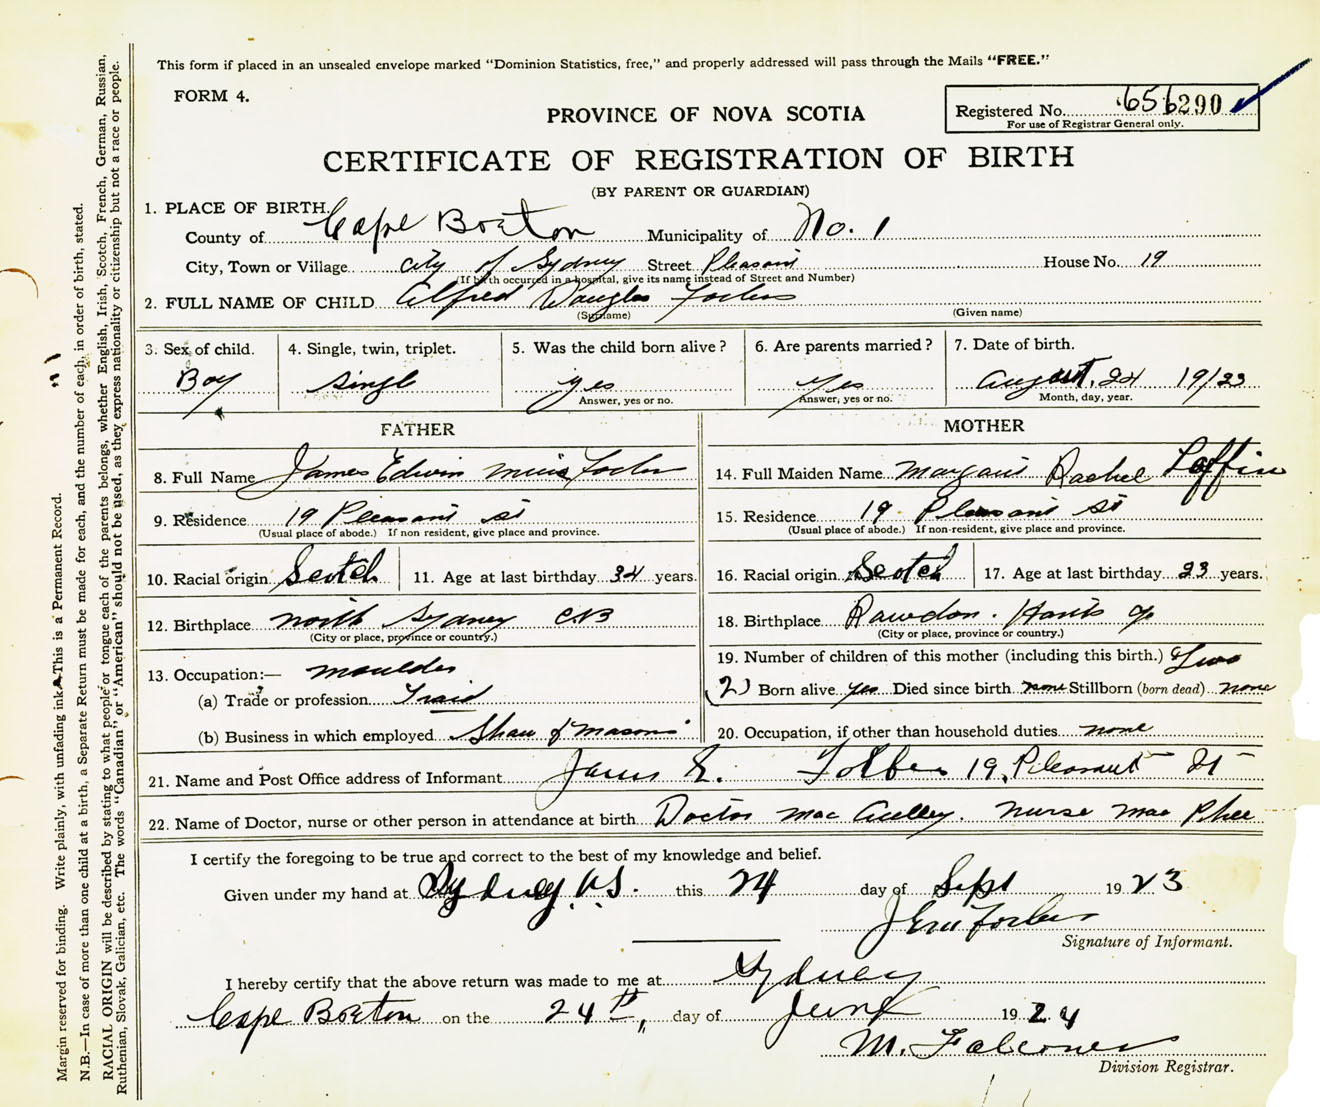 This form if placed in an unsealed envelope marked "Dominion Statistics, free," and properly addressed will pass through the Mails "FREE."
FORM 4.
PROVINCE OF NOVA SCOTIA
Registered No. 656290
For use of Registrar General only.
CERTIFICATE OF REGISTRATION OF BIRTH
(BY PARENT OR GUARDIAN)
1. PLACE OF BIRTH.
County of Cape Breton Municipality of No. 1
City, Town or Village city of Sydney Street Pleasant House No. 19
(If birth occurred in a hospital, give its name instead of Street and Number)
2. FULL NAME OF CHILD Alfred Douglas Forbes
(Surname) (Given name)
3. Sex of child. 4. Single, twin, triplet. 5. Was the child born alive? 6. Are parents married? 7. Date of birth.
Boy Single yes Yes August 24 19/23
Answer, yes or no. Answer, yes or no. Month, day, year.
FATHER MOTHER
8. Full Name James Edwin Forbes
14. Full Maiden Name Margaret Rachel Laffin
9. Residence 19 Pleasant St
(Usual place of abode.) If non resident, give place and province.
15. Residence 19 Pleasant St
(Usual place of abode.) If non-resident, give place and province.
10. Racial origin Scotch 11. Age at last birthday 34 years.
16. Racial origin Scotch 17. Age at last birthday 23 years.
12. Birthplace North Sydney C.B
(City or place, province or country.)
18. Birthplace Rawdon. Hants
(City or place, province or country.)
13. Occupation:— moulder
(a) Trade or profession
(b) Business in which employed Shaw & Masons
19. Number of children of this mother (including this birth.) Two
(2) Born alive yes Died since birth none Stillborn (born dead) none
20. Occupation, if other than household duties none
21. Name and Post Office address of Informant James E. Forbes 19, Pleasant St
22. Name of Doctor, nurse or other person in attendance at birth Doctor Mac Aulley. Nurse Mac Phee
I certify the foregoing to be true and correct to the best of my knowledge and belief.
Given under my hand at Sydney N.S. this 24 day of Sept 1923
J E M Forbes
Signature of Informant.
I hereby certify that the above return was made to me at Sydney
Cape Breton on the 24th, day of June 1924
M. Falconer
Division Registrar.
Margin reserved for binding. Write plainly, with unfading ink. This is a Permanent Record.
N.B.—In case of more than one child at a birth, a Separate Return must be made for each, and the number of each, in order of birth, stated.
RACIAL ORIGIN will be described by stating to what people or tongue each of the parents belongs, whether English, Irish, Scotch, French, German, Russian,
Ruthenian, Slovak, Galician, etc. The words "Canadian" or "American" should not be used, as they express nationality or citizenship but not a race or people.